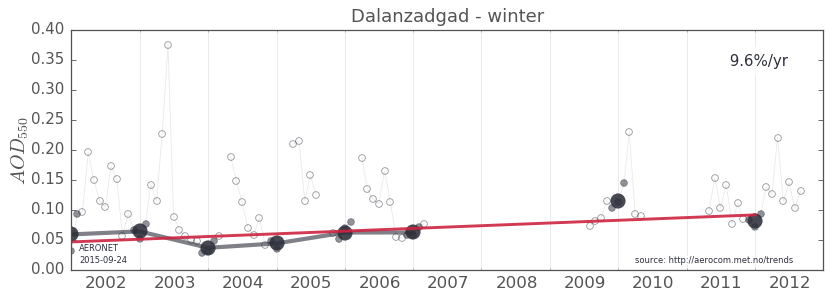 Dalanzadgad - winter
0.40
0.35
0.30
0.25
0.20
0.15
0.10
0.05
0.00
AOD550
9.6%/yr
AERONET
2015-09-24
source: http://aerocom.met.no/trends
2002 2003 2004 2005 2006 2007 2008 2009 2010 2011 2012